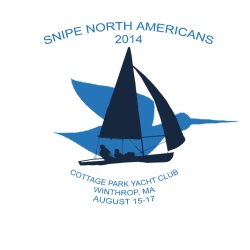 SNIPE NORTH AMERICANS
2014
COTTAGE PARK YACHT CLUB
WINTHROP, MA
AUGUST 15-17